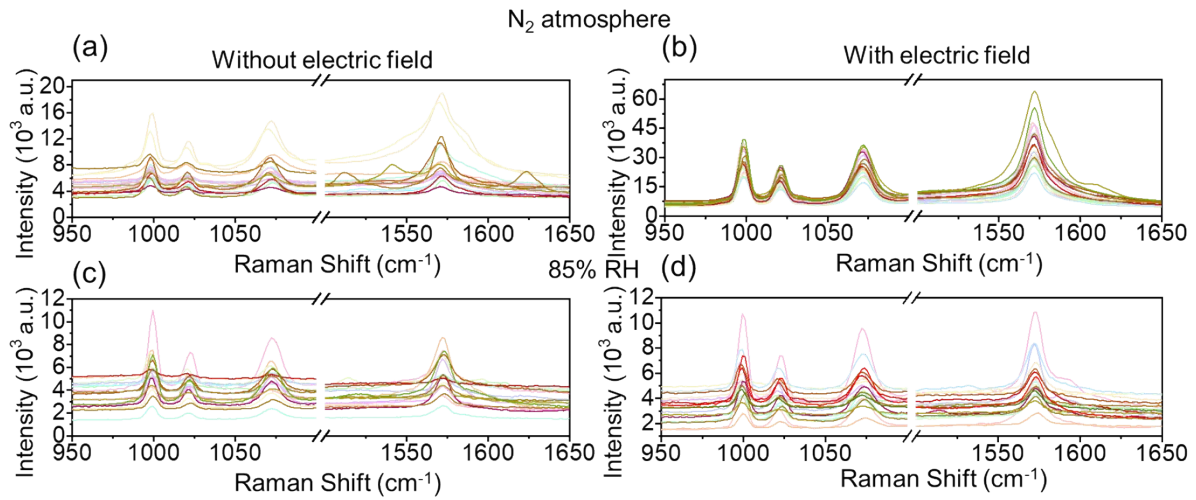 N₂ atmosphere
(a)
Without electric field
(b)
With electric field
Intensity (10³ a.u.)
20
16
12
8
4
0
950 1000 1050 1550 1600 1650
Raman Shift (cm⁻¹)
Intensity (10³ a.u.)
60
45
30
15
0
950 1000 1050 1550 1600 1650
Raman Shift (cm⁻¹)
85% RH
(c)
Intensity (10³ a.u.)
12
10
8
6
4
2
0
950 1000 1050 1550 1600 1650
Raman Shift (cm⁻¹)
(d)
Intensity (10³ a.u.)
12
10
8
6
4
2
950 1000 1050 1550 1600 1650
Raman Shift (cm⁻¹)